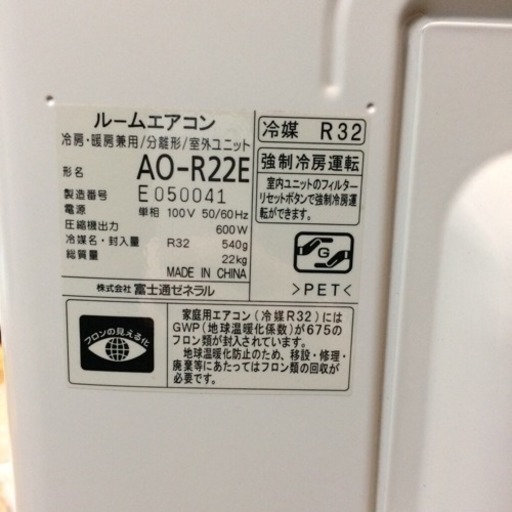 ルームエアコン
冷房・暖房兼用/分離形/室外ユニット
形名 AO-R22E
製造番号 E050041
電源 単相 100V 50/60Hz
圧縮機出力 600W
冷媒名・封入量 R32 540g
総質量 22kg
MADE IN CHINA
株式会社 富士通ゼネラル
冷媒 R32
強制冷房運転
室内ユニットのフィルター
リセットボタンで強制冷房運
転ができます。
G
>PET<
フロンの見える化
家庭用エアコン(冷媒R32)には
GWP(地球温暖化係数)が675の
フロン類が封入されています。
地球温暖化防止のため、移設・修理・
廃棄等にあたってはフロン類の回収が
必要です。